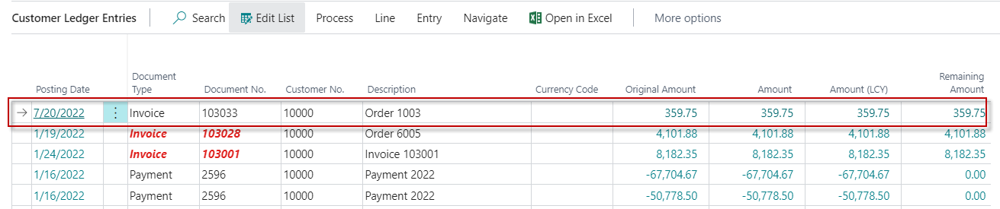 Customer Ledger Entries Search Edit List Process Line Entry Navigate Open in Excel More options
Posting Date Document Type Document No. Customer No. Description Currency Code Original Amount Amount Amount (LCY) Remaining Amount
7/20/2022 Invoice 103033 10000 Order 1003 359.75 359.75 359.75 359.75
1/19/2022 Invoice 103028 10000 Order 6005 4,101.88 4,101.88 4,101.88 4,101.88
1/24/2022 Invoice 103001 10000 Invoice 103001 8,182.35 8,182.35 8,182.35 8,182.35
1/16/2022 Payment 2596 10000 Payment 2022 -67,704.67 -67,704.67 -67,704.67 0.00
1/16/2022 Payment 2596 10000 Payment 2022 -50,778.50 -50,778.50 -50,778.50 0.00